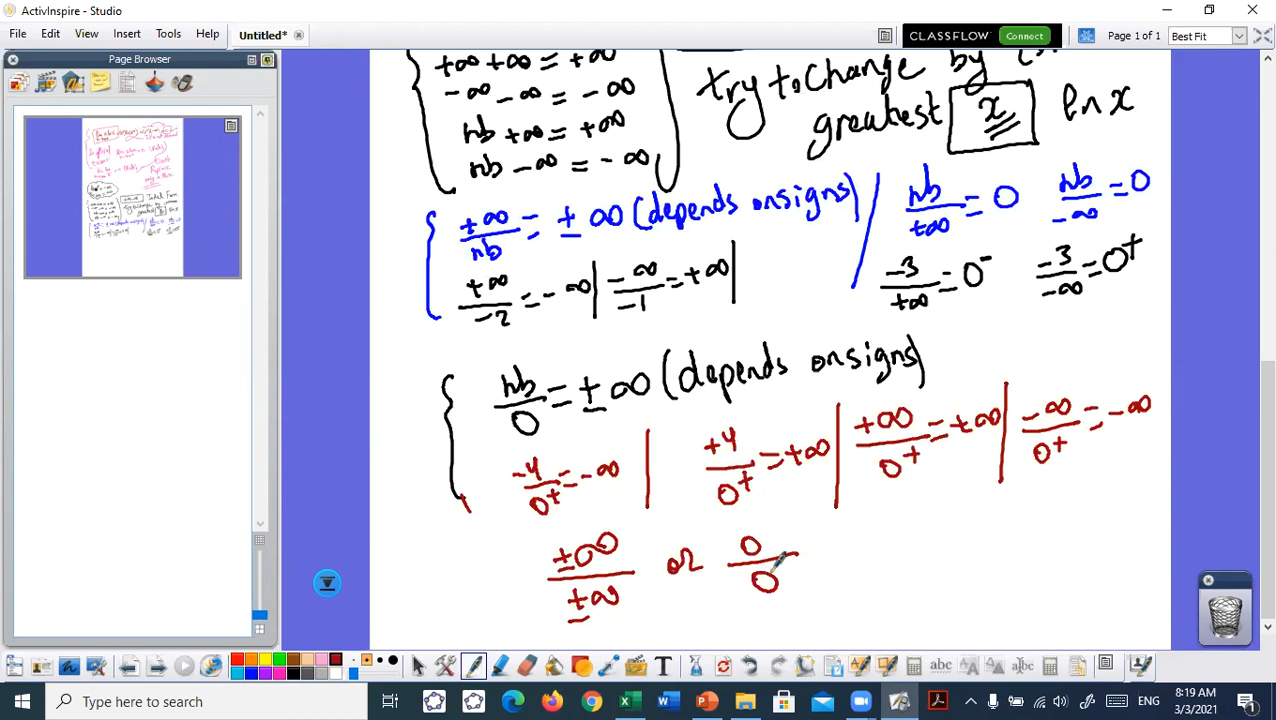 ActivInspire - Studio
File Edit View Insert Tools Help Untitled* CLASSFLOW Connect Page 1 of 1 Best Fit
Page Browser
+∞ +∞ = +∞
-∞ -∞ = -∞
nb +∞ = +∞
nb -∞ = -∞
try to change by
greatest x ln x
+∞/nb = ± ∞ (depends on signs) / nb/+∞ = 0 nb/-∞ = 0
+∞/-2 = -∞ | -∞/-1 = +∞ | -3/+∞ = 0⁻ -3/-∞ = 0⁺
nb/0 = ± ∞ (depends on signs)
-4/0⁺ = -∞ | +4/0⁺ = +∞ | +∞/0⁺ = +∞ | -∞/0⁺ = -∞
±∞/±∞ or 0/0
Type here to search
ENG 8:19 AM
3/3/2021